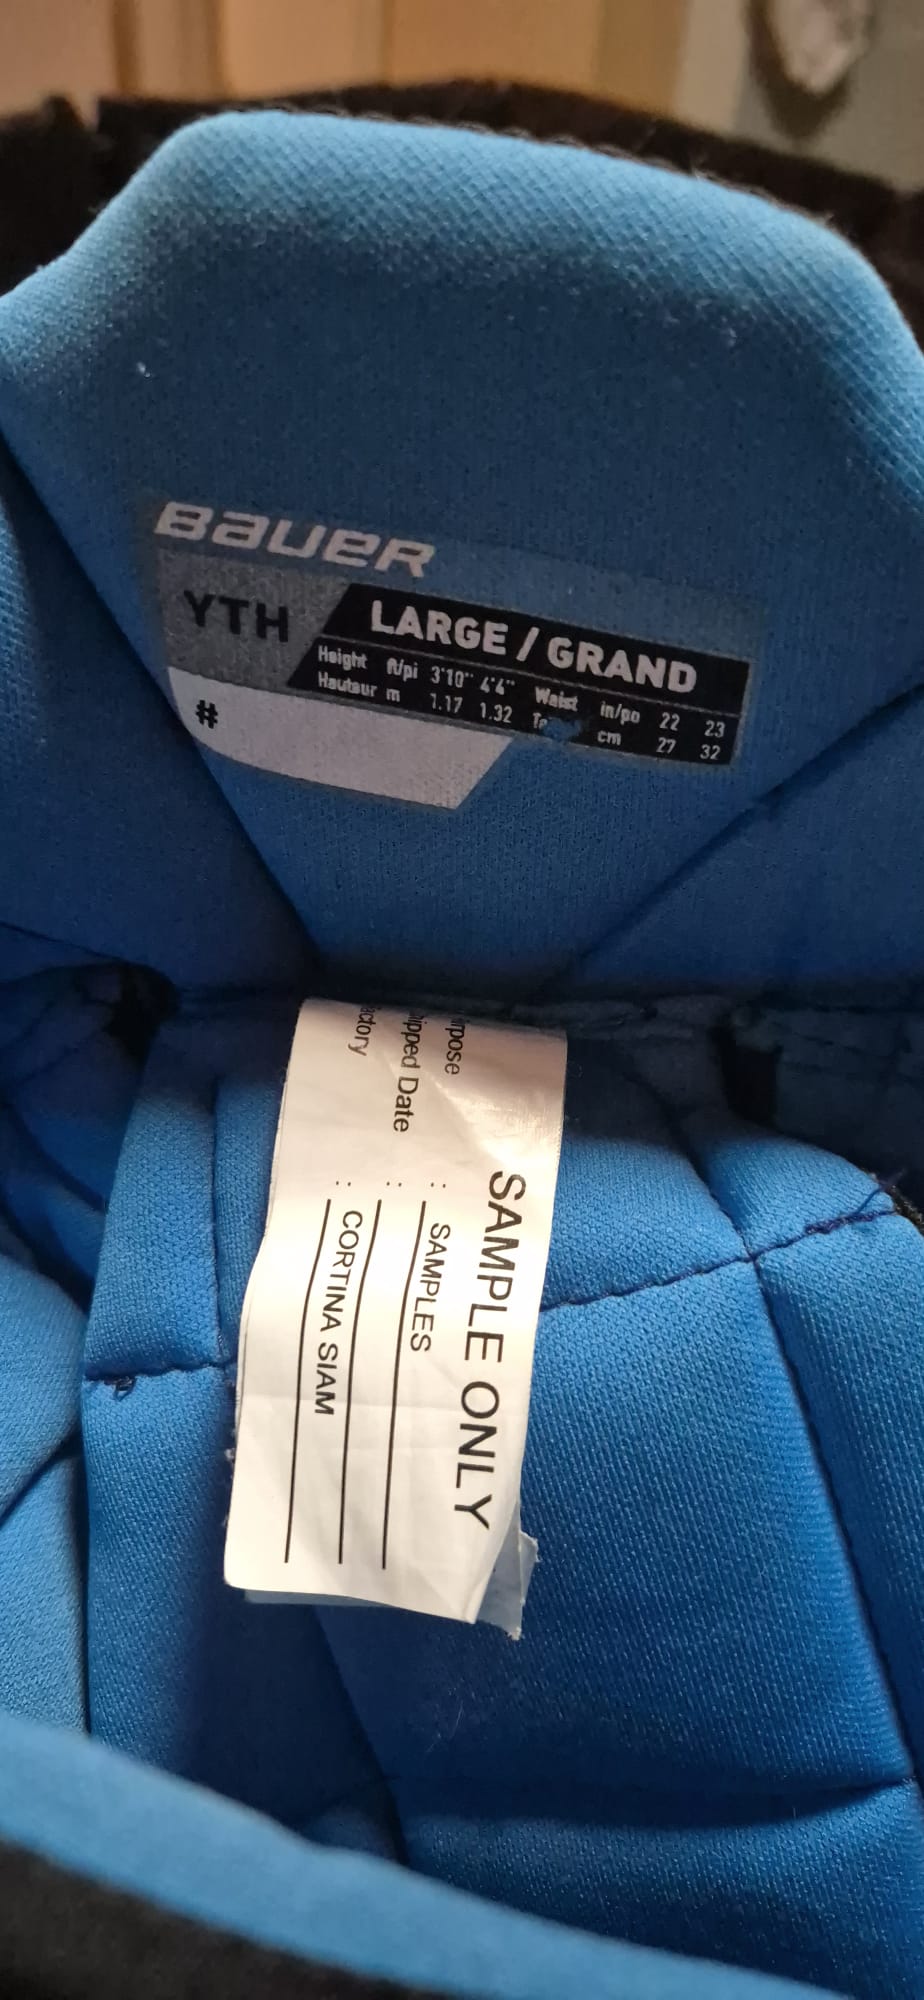 BAUER
YTH LARGE / GRAND
Height ft/pi 3'10" 4'4" Waist in/po 22 23
Hauteur m 1.17 1.32 cm 27 32
#
SAMPLE ONLY
rpose : SAMPLES
ipped Date :
actory : CORTINA SIAM